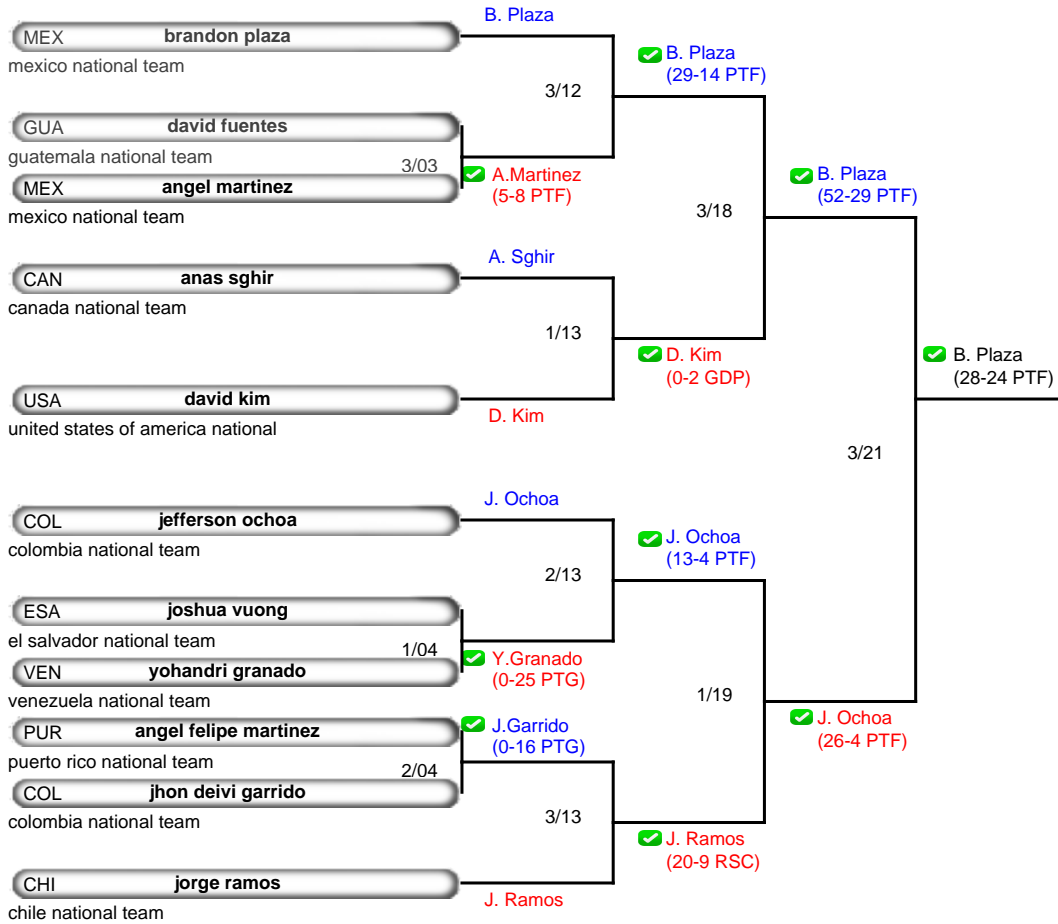 B. Plaza
MEX brandon plaza
mexico national team
B. Plaza
(29-14 PTF)
3/12
GUA david fuentes
guatemala national team
3/03
A.Martinez
(5-8 PTF)
MEX angel martinez
mexico national team
B. Plaza
(52-29 PTF)
3/18
A. Sghir
CAN anas sghir
canada national team
1/13
D. Kim
(0-2 GDP)
USA david kim
D. Kim
united states of america national
B. Plaza
(28-24 PTF)
3/21
J. Ochoa
COL jefferson ochoa
colombia national team
J. Ochoa
(13-4 PTF)
2/13
ESA joshua vuong
el salvador national team
1/04
Y.Granado
(0-25 PTG)
VEN yohandri granado
venezuela national team
1/19
J. Ochoa
(26-4 PTF)
PUR angel felipe martinez
J.Garrido
(0-16 PTG)
puerto rico national team
2/04
COL jhon deivi garrido
colombia national team
3/13
J. Ramos
(20-9 RSC)
CHI jorge ramos
J. Ramos
chile national team